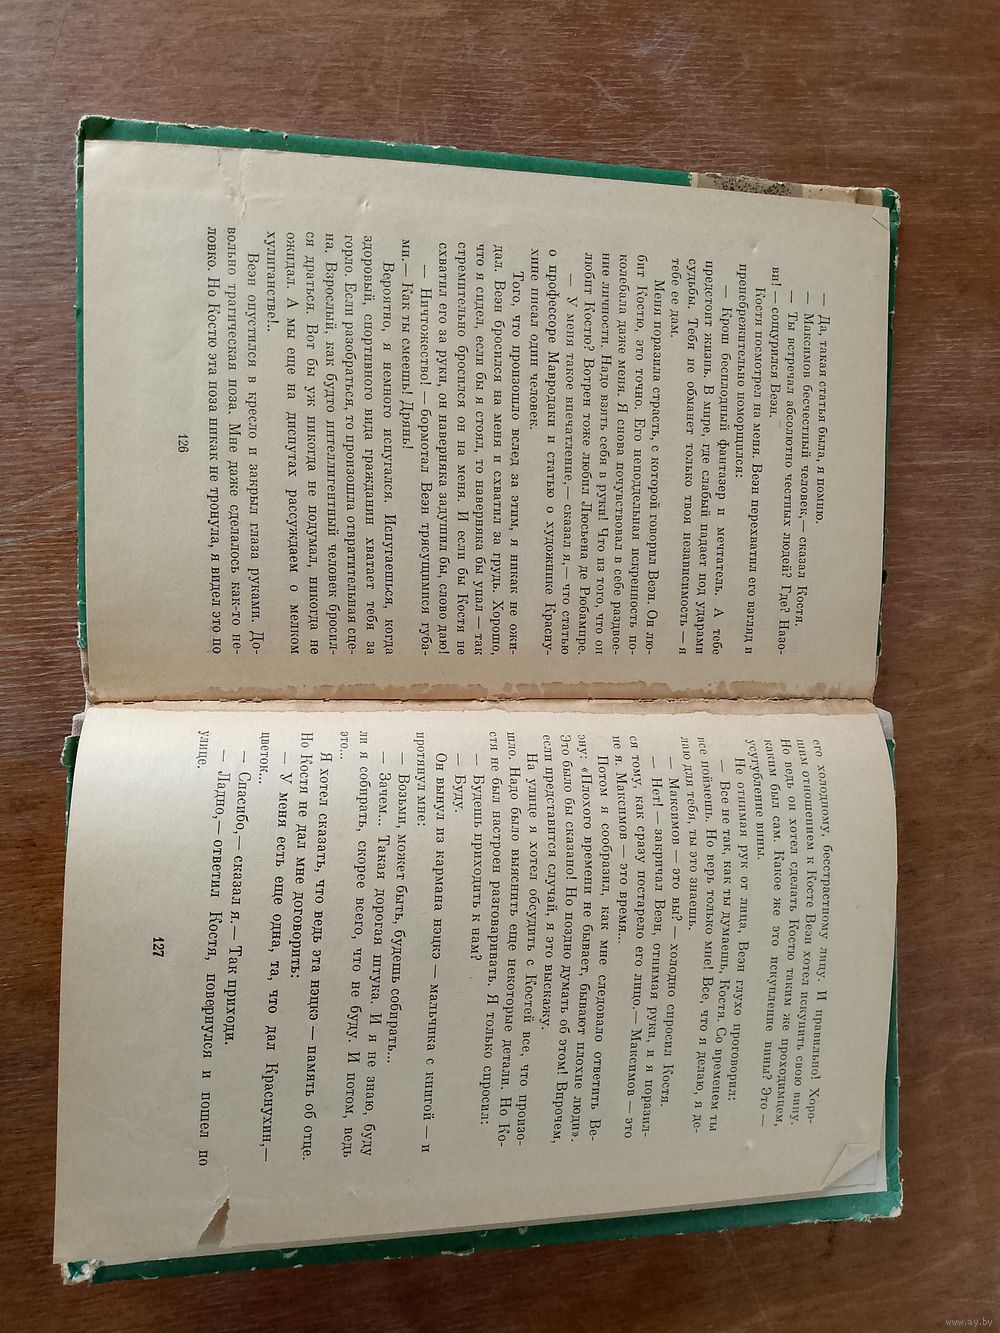 — Да, такая статья была, я помню.
— Максимов бесчестный человек,— сказал Костя.
— Ты встречал абсолютно честных людей? Где? Назо-
ви! — сощурился Веэн.
Костя посмотрел на меня. Веэн перехватил его взгляд и
пренебрежительно поморщился:
— Крош бесплодный фантазер и мечтатель. А тебе
предстоит жизнь. В мире, где слабый падает под ударами
судьбы. Тебя не обманет только твоя независимость — я
тебе ее дам.
Меня поразила страсть, с которой говорил Веэн. Он лю-
бит Костю, это точно. Его неподдельная искренность по-
колебала даже меня. Я снова почувствовал в себе раздвое-
ние личности. Надо взять себя в руки! Что из того, что он
любит Костю? Вотрен тоже любил Люсьена де Рюбампре.
— У меня такое впечатление,— сказал я,— что статью
о профессоре Мавродаки и статью о художнике Красну-
хине писал один человек.
Того, что произошло вслед за этим, я никак не ожи-
дал. Веэн бросился на меня и схватил за грудь. Хорошо,
что я сидел, если бы я стоял, то наверняка бы упал — так
стремительно бросился он на меня. И если бы Костя не
схватил его за руки, он наверняка задушил бы, слово даю!
— Ничтожество! — бормотал Веэн трясущимися губа-
ми.— Как ты смеешь! Дрянь!
Вероятно, я немного испугался. Испугаешься, когда
здоровый, спортивного вида гражданин хватает тебя за
горло. Если разобраться, то произошла отвратительная сце-
на. Взрослый, как будто интеллигентный человек бросил-
ся драться. Вот бы уж никогда не подумал, никогда не
ожидал. А мы еще на диспутах рассуждаем о мелком
хулиганстве!..
Веэн опустился в кресло и закрыл глаза руками. До-
вольно трагическая поза. Мне даже сделалось как-то не-
ловко. Но Костю эта поза никак не тронула, я видел это по
126
его холодному, бесстрастному лицу. И правильно! Хоро-
шим отношением к Косте Веэн хотел искупить свою вину.
Но ведь он хотел сделать Костю таким же проходимцем,
каким был сам. Какое же это искупление вины? Это —
усугубление вины.
Не отнимая рук от лица, Веэн глухо проговорил:
— Все не так, как ты думаешь, Костя. Со временем ты
все поймешь. Но верь только мне! Все, что я делаю, я де-
лаю для тебя, ты это знаешь.
— Максимов — это вы? — холодно спросил Костя.
— Нет! — закричал Веэн, отнимая руки, и я поразил-
ся тому, как сразу постарело его лицо.— Максимов — это
не я. Максимов — это время...
Потом я сообразил, как мне следовало ответить Ве-
эну: «Плохого времени не бывает, бывают плохие люди».
Это было бы сказано! Но поздно думать об этом! Впрочем,
если представится случай, я это выскажу.
На улице я хотел обсудить с Костей все, что произо-
шло. Надо было выяснить еще некоторые детали. Но Ко-
стя не был настроен разговаривать. Я только спросил:
— Будешь приходить к нам?
— Буду.
Он вынул из кармана нэцкэ — мальчика с книгой — и
протянул мне:
— Возьми, может быть, будешь собирать...
— Зачем... Такая дорогая штука. И я не знаю, буду
ли я собирать, скорее всего, что не буду. И потом, ведь
это...
Я хотел сказать, что ведь эта нэцкэ — память об отце.
Но Костя не дал мне договорить:
— У меня есть еще одна, та, что дал Краснухин,—
цветок...
— Спасибо,— сказал я.— Так приходи.
— Ладно,— ответил Костя, повернулся и пошел по
улице.
127
www.ay.by